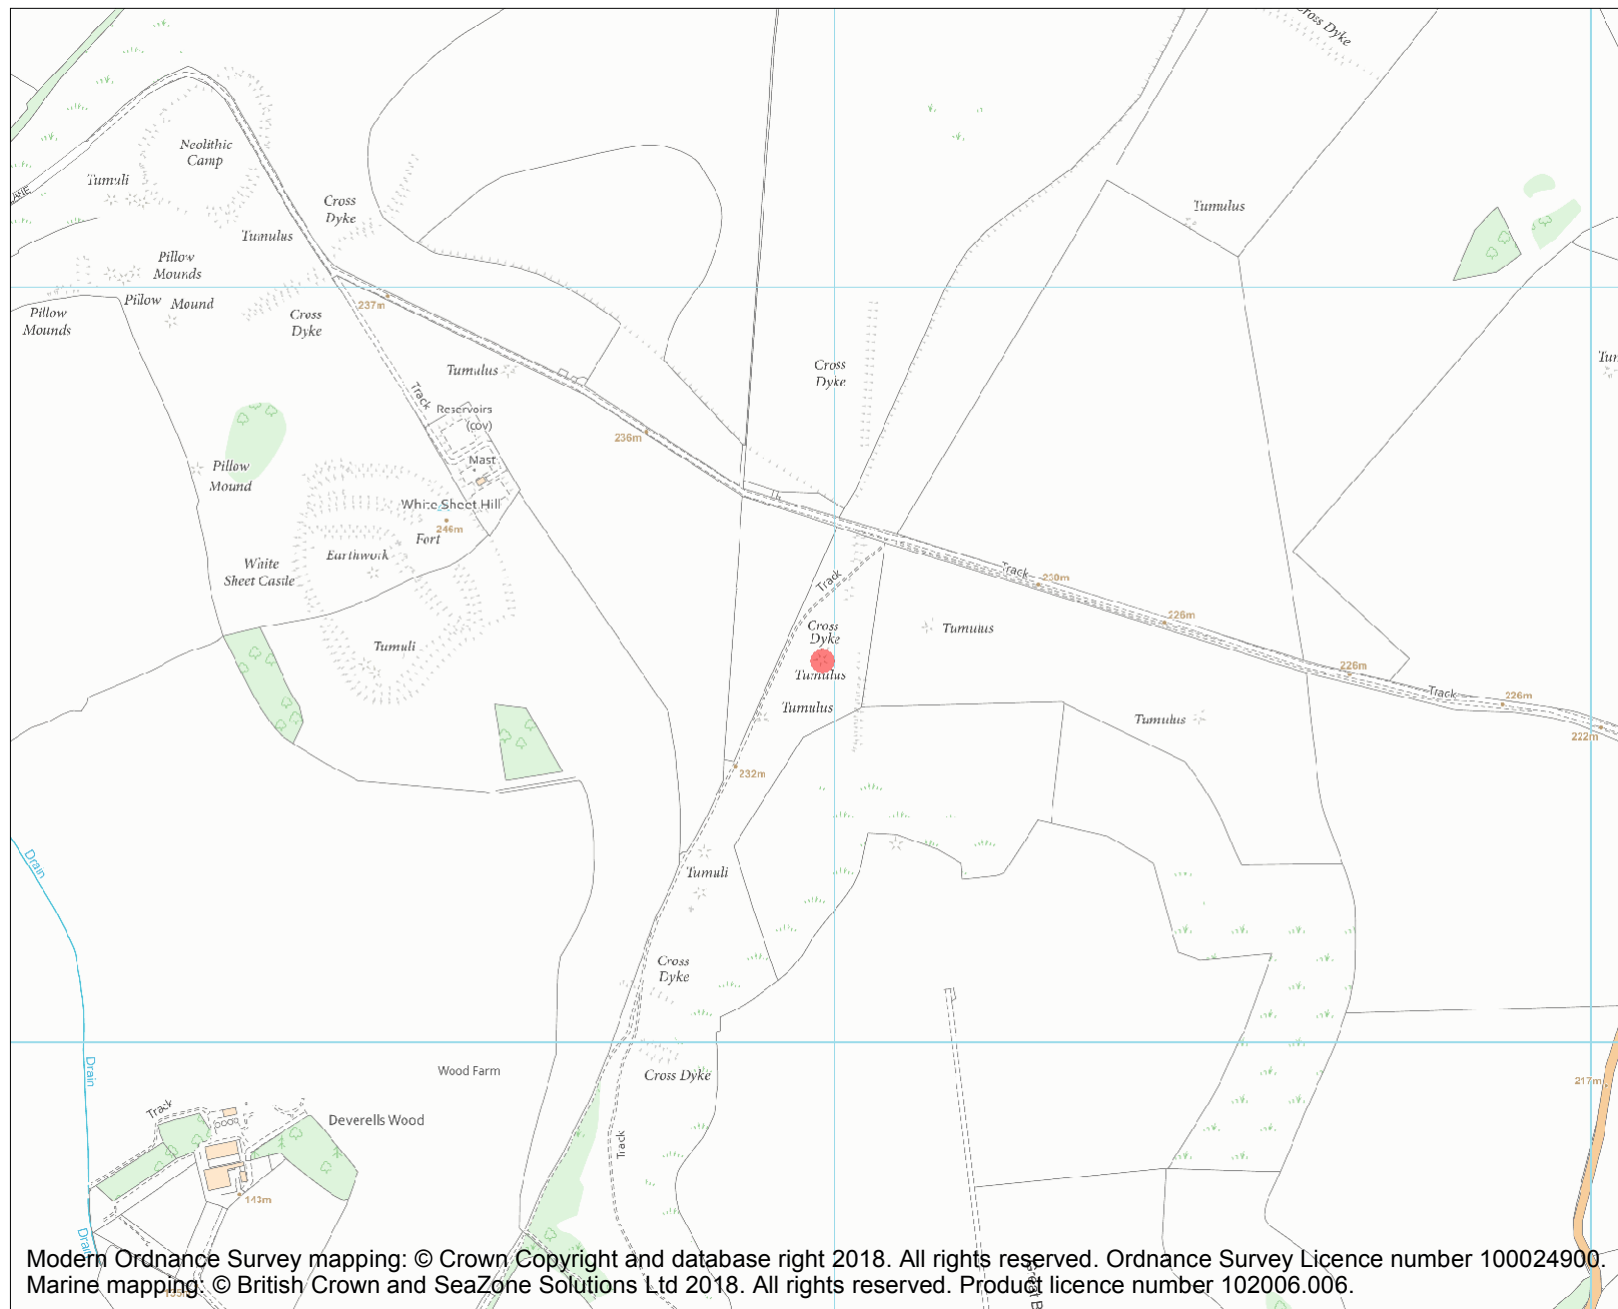 Cross Dyke
Neolithic
Camp
Tumuli
Cross
Dyke
Tumulus
Tumulus
Pillow
Mounds
Pillow Mound
Pillow
Mounds
Cross
Dyke
237m
Tumulus
Track
Reservoirs
(cov)
Mast
236m
Cross
Dyke
Pillow
Mound
White Sheet Hill
246m
Fort
Earthwork
White
Sheet Castle
Tumuli
Track
Track
230m
226m
226m
Track
226m
222m
Cross
Dyke
Tumulus
Tumulus
Tumulus
Tumulus
232m
Drain
Tumuli
Cross
Dyke
Drain
Wood Farm
Cross Dyke
217m
Track
Deverells Wood
Track
143m
Drain
Modern Ordnance Survey mapping: © Crown Copyright and database right 2018. All rights reserved. Ordnance Survey Licence number 100024900.
Marine mapping: © British Crown and SeaZone Solutions Ltd 2018. All rights reserved. Product licence number 102006.006.